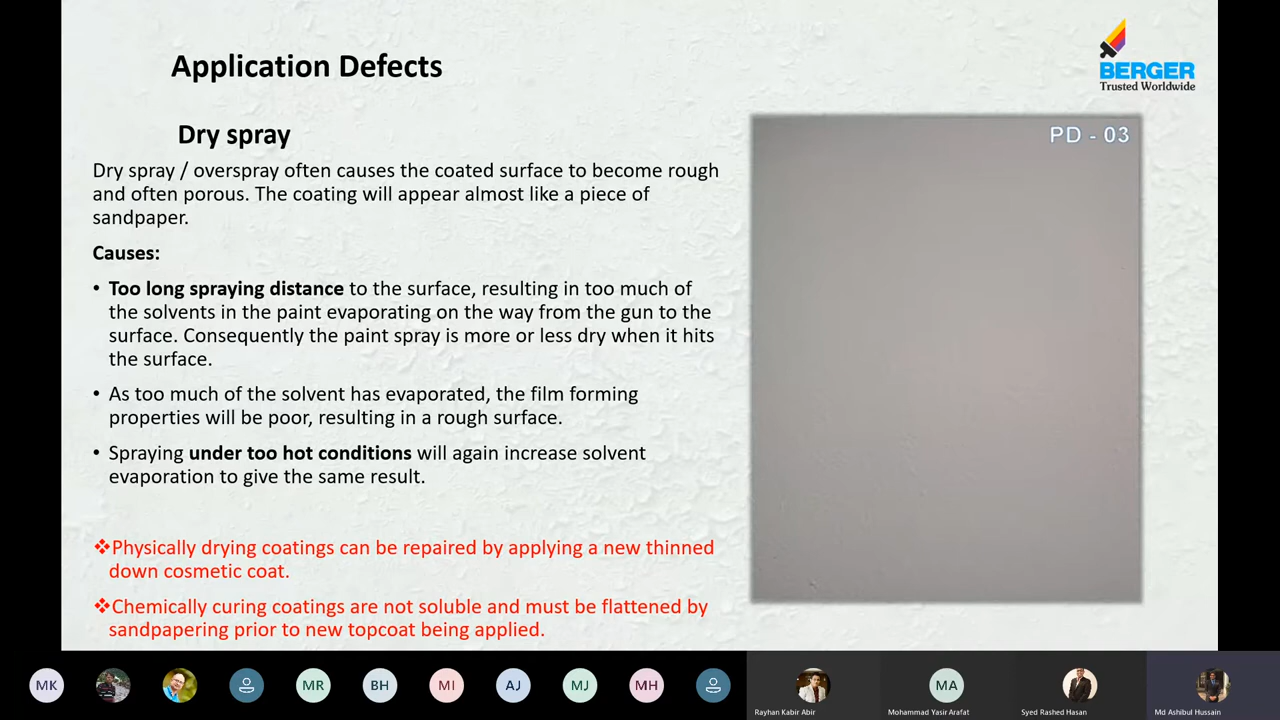 Application Defects
BERGER
Trusted Worldwide
Dry spray
Dry spray / overspray often causes the coated surface to become rough
and often porous. The coating will appear almost like a piece of
sandpaper.
Causes:
• Too long spraying distance to the surface, resulting in too much of
the solvents in the paint evaporating on the way from the gun to the
surface. Consequently the paint spray is more or less dry when it hits
the surface.
• As too much of the solvent has evaporated, the film forming
properties will be poor, resulting in a rough surface.
• Spraying under too hot conditions will again increase solvent
evaporation to give the same result.
❖Physically drying coatings can be repaired by applying a new thinned
down cosmetic coat.
❖Chemically curing coatings are not soluble and must be flattened by
sandpapering prior to new topcoat being applied.
PD - 03
MK
MR
BH
MI
AJ
MJ
MH
MA
Rayhan Kabir Abir
Mohammad Yasir Arafat
Syed Rashed Hasan
Md Ashibul Hussain